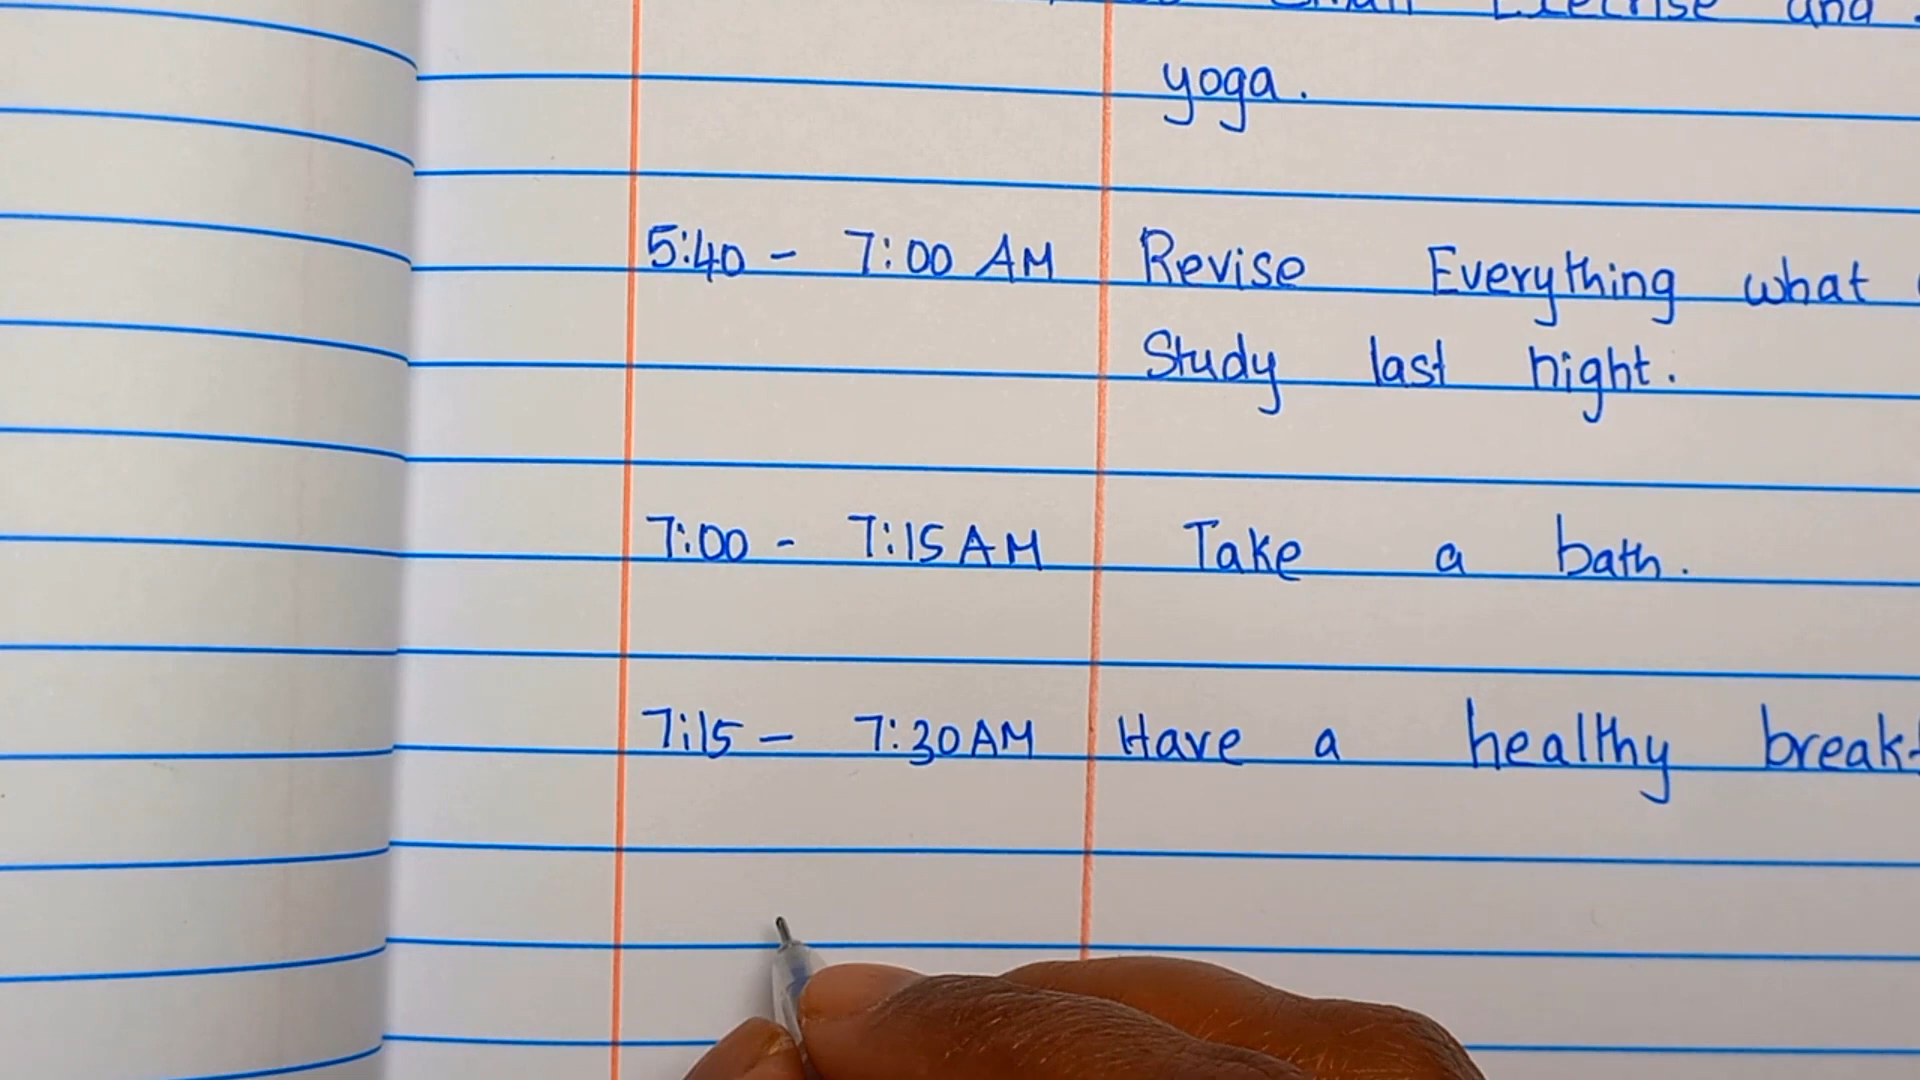 and
yoga.
5:40 - 7:00 AM Revise Everything what
Study last night.
7:00 - 7:15 AM Take a bath.
7:15 - 7:30 AM Have a healthy